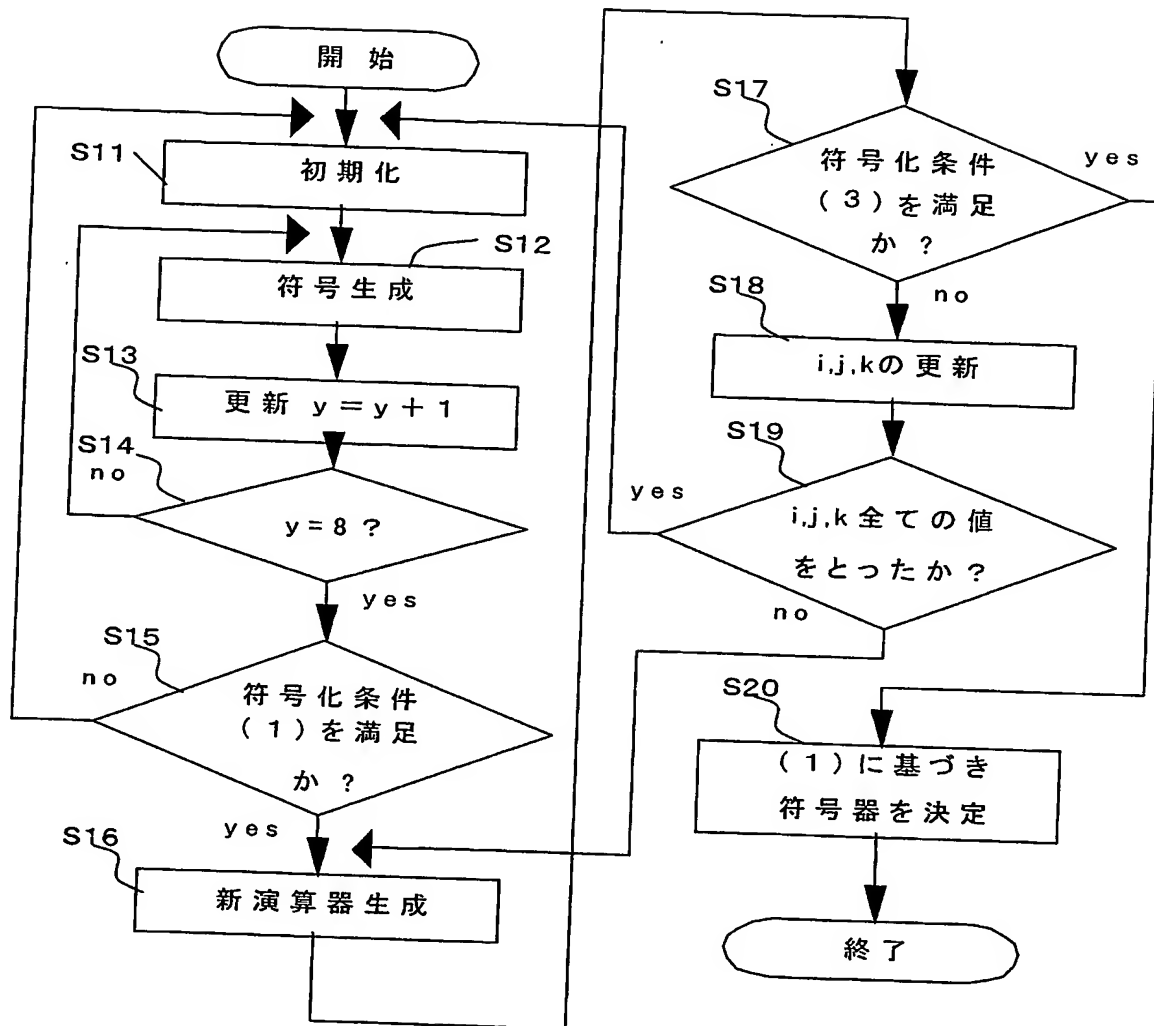 開始
S11
初期化
S12
符号生成
S13
更新 y=y+1
S14
no
y=8?
yes
S15
no
符号化条件
(1)を満足
か?
yes
S16
新演算器生成
S17
符号化条件
(3)を満足
か?
yes
no
S18
i,j,kの更新
S19
yes
i,j,k全ての値
をとったか?
no
S20
(1)に基づき
符号器を決定
終了